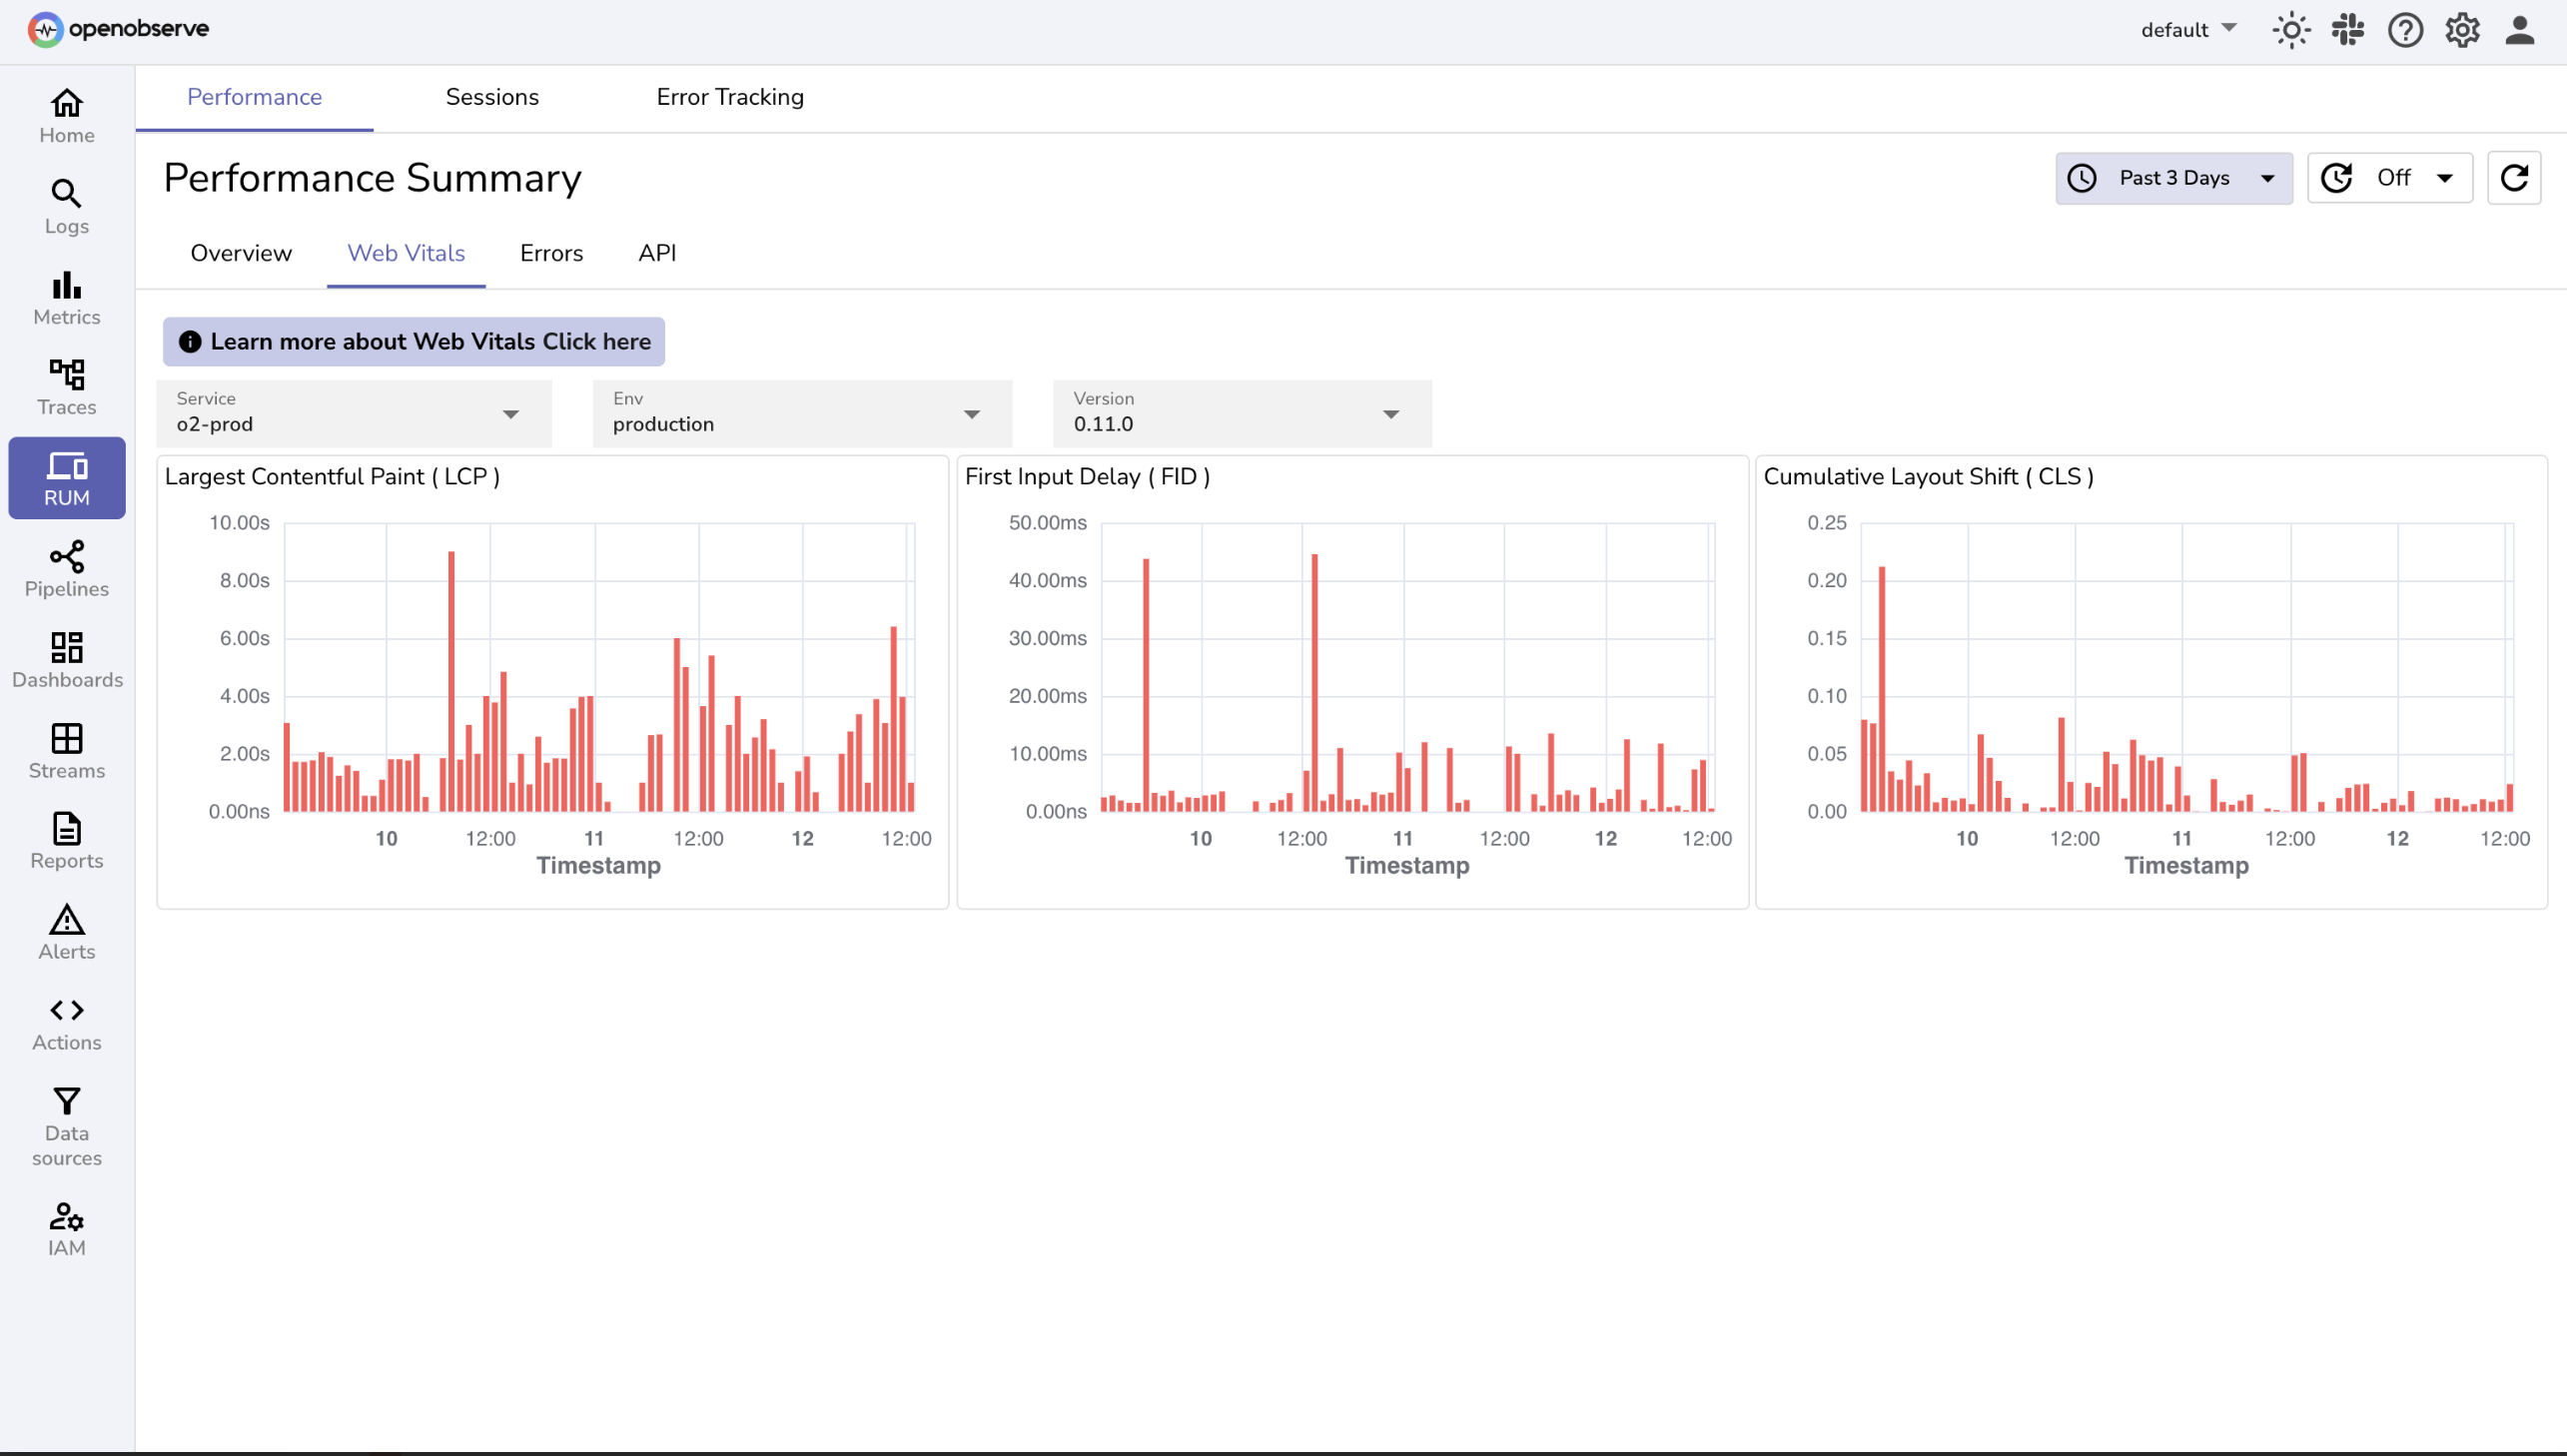 openobserve
default
Home
Logs
Metrics
Traces
RUM
Pipelines
Dashboards
Streams
Reports
Alerts
Actions
Data
sources
IAM
Performance Sessions Error Tracking
Performance Summary
Past 3 Days Off
Overview Web Vitals Errors API
Learn more about Web Vitals Click here
Service
o2-prod
Env
production
Version
0.11.0
Largest Contentful Paint ( LCP )
10.00s
8.00s
6.00s
4.00s
2.00s
0.00ns
10 12:00 11 12:00 12 12:00
Timestamp
First Input Delay ( FID )
50.00ms
40.00ms
30.00ms
20.00ms
10.00ms
0.00ns
10 12:00 11 12:00 12 12:00
Timestamp
Cumulative Layout Shift ( CLS )
0.25
0.20
0.15
0.10
0.05
0.00
10 12:00 11 12:00 12 12:00
Timestamp